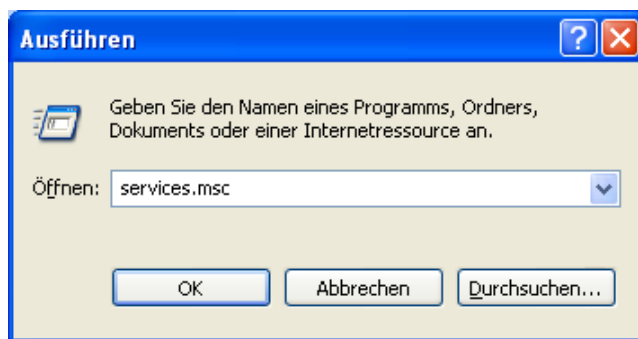 Ausführen
Geben Sie den Namen eines Programms, Ordners,
Dokuments oder einer Internetressource an.
Öffnen: services.msc
OK Abbrechen Durchsuchen...